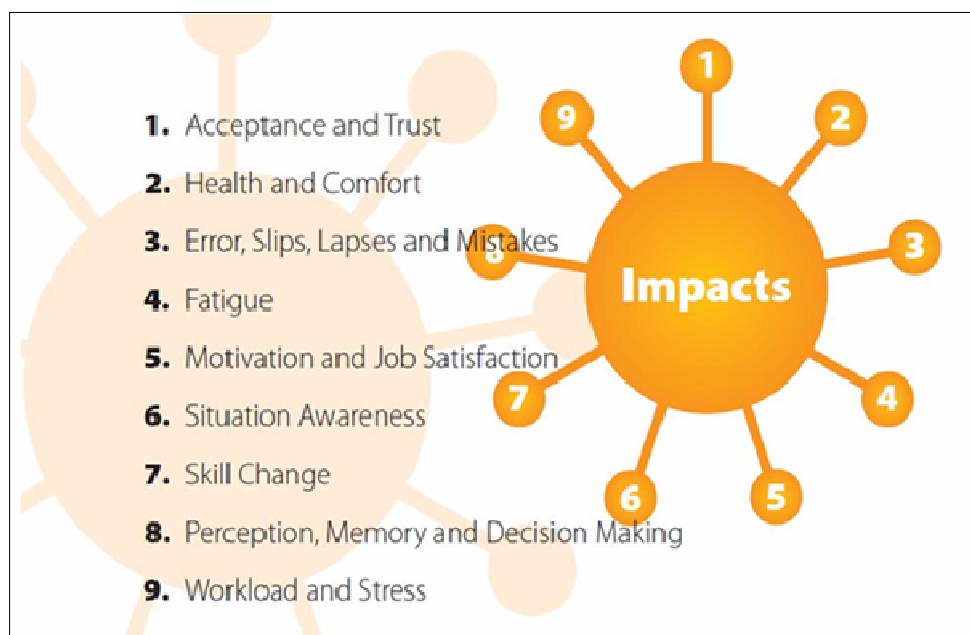 1. Acceptance and Trust
2. Health and Comfort
3. Error, Slips, Lapses and Mistakes
4. Fatigue
5. Motivation and Job Satisfaction
6. Situation Awareness
7. Skill Change
8. Perception, Memory and Decision Making
9. Workload and Stress
1
9
2
8
3
Impacts
7
4
6
5